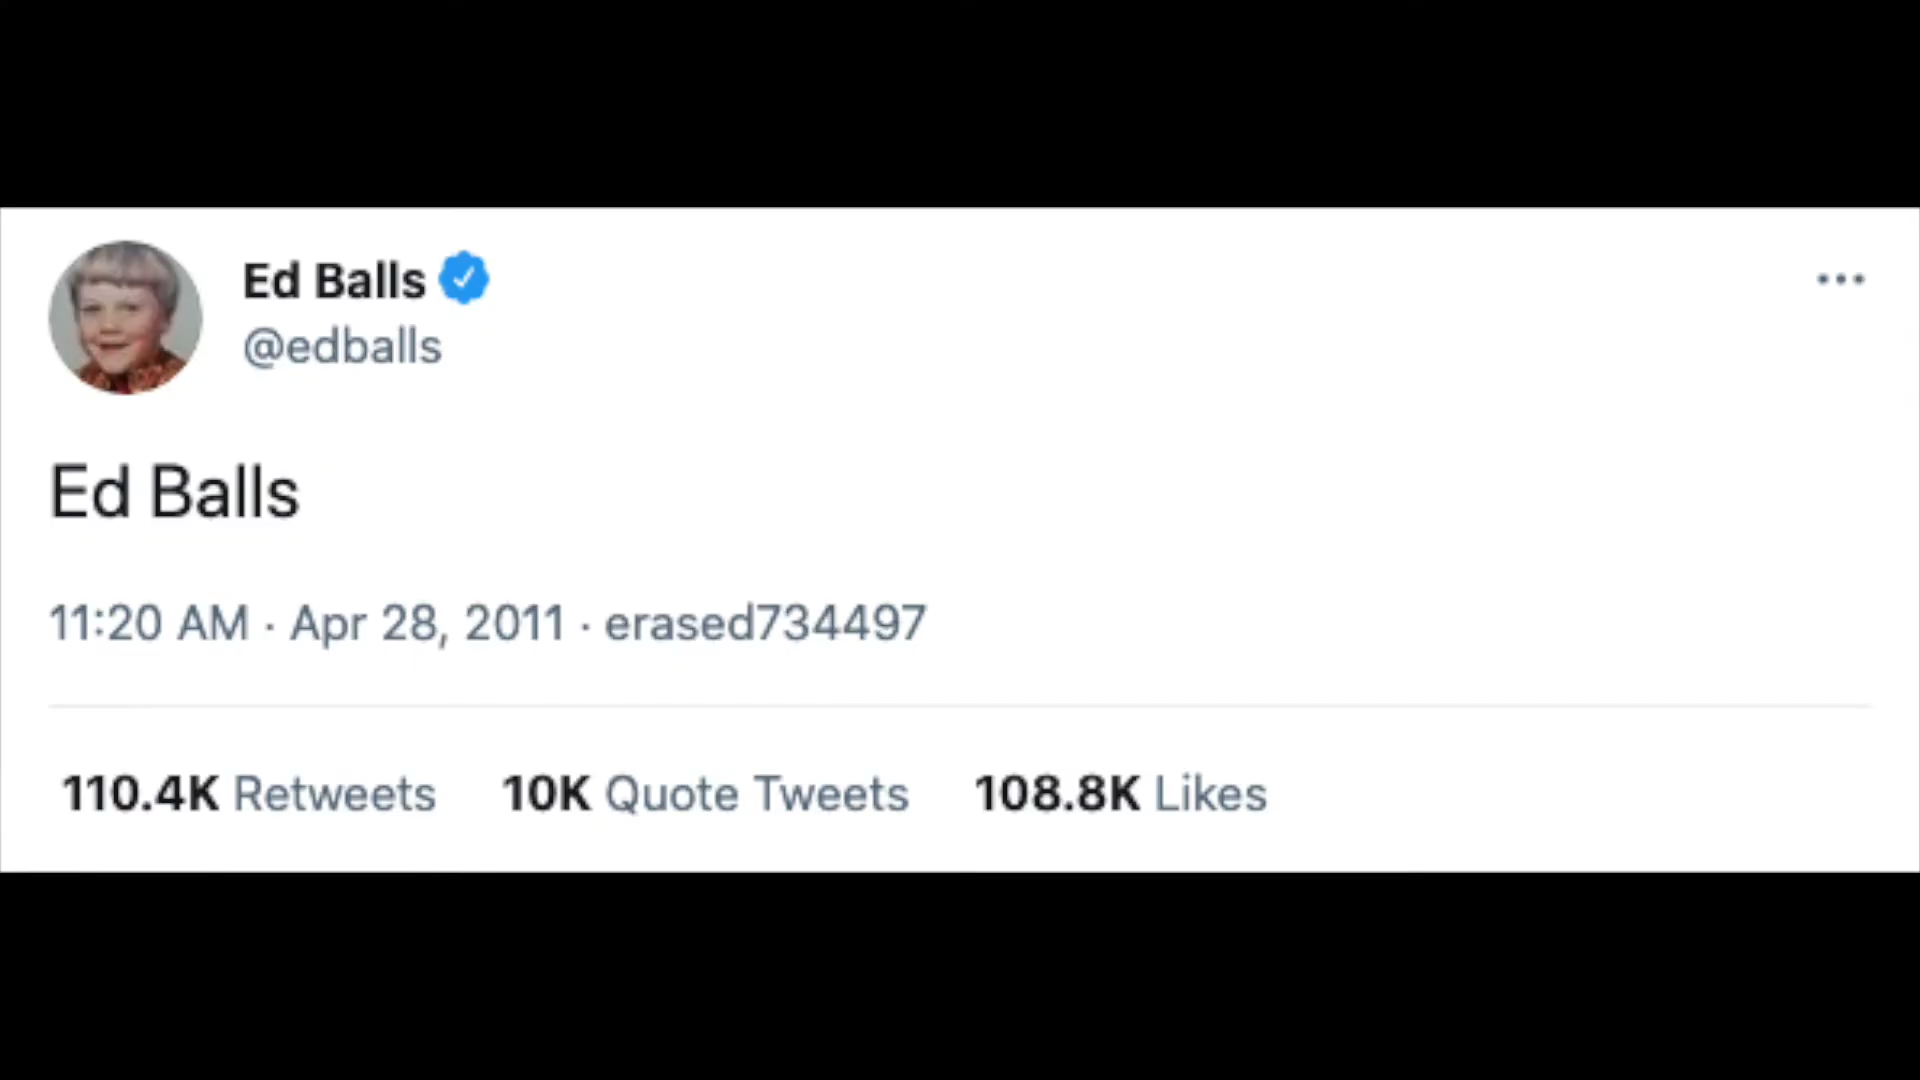 Ed Balls
@edballs
Ed Balls
11:20 AM · Apr 28, 2011 · erased734497
110.4K Retweets 10K Quote Tweets 108.8K Likes